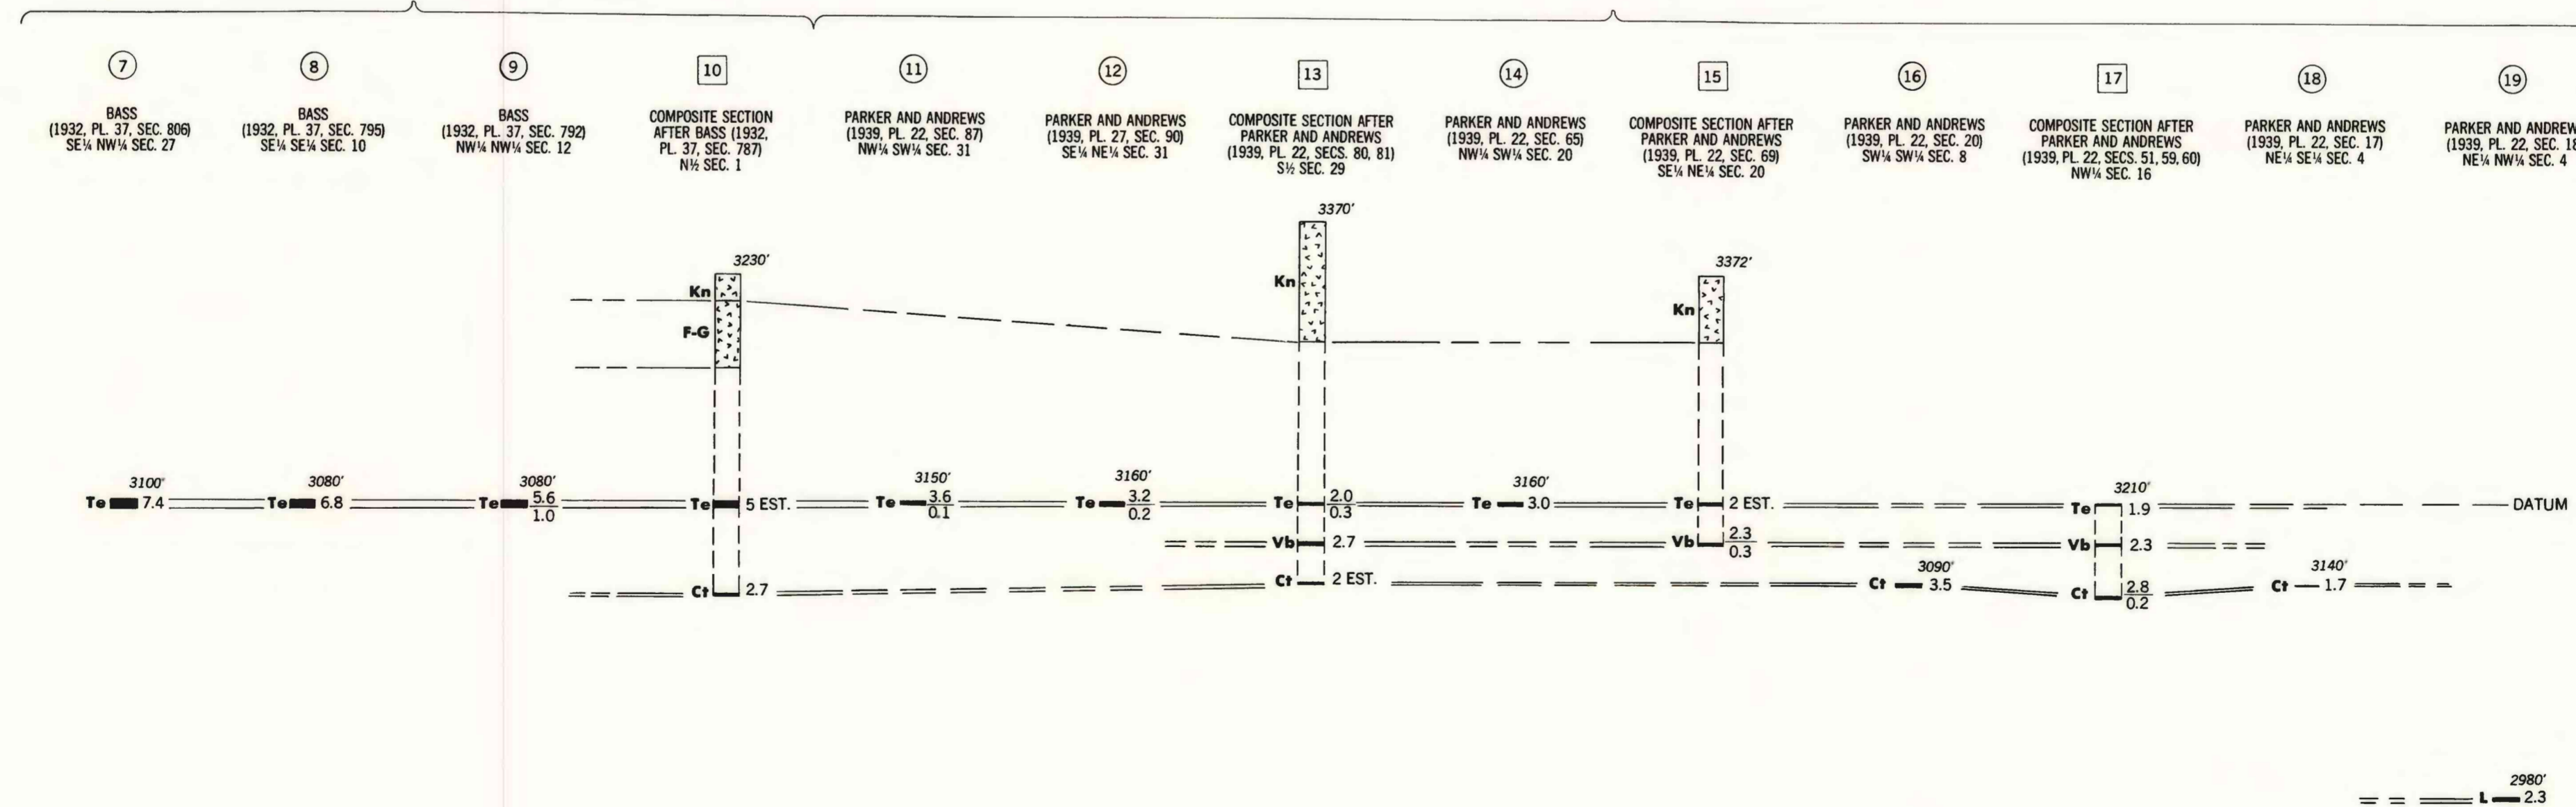 7
BASS
(1932, PL. 37, SEC. 806)
SE¼ NW¼ SEC. 27
8
BASS
(1932, PL. 37, SEC. 795)
SE¼ SE¼ SEC. 10
9
BASS
(1932, PL. 37, SEC. 792)
NW¼ NW¼ SEC. 12
10
COMPOSITE SECTION
AFTER BASS (1932,
PL. 37, SEC. 787)
N½ SEC. 1
11
PARKER AND ANDREWS
(1939, PL. 22, SEC. 87)
NW¼ SW¼ SEC. 31
12
PARKER AND ANDREWS
(1939, PL. 27, SEC. 90)
SE¼ NE¼ SEC. 31
13
COMPOSITE SECTION AFTER
PARKER AND ANDREWS
(1939, PL. 22, SECS. 80, 81)
S½ SEC. 29
14
PARKER AND ANDREWS
(1939, PL. 22, SEC. 65)
NW¼ SW¼ SEC. 20
15
COMPOSITE SECTION AFTER
PARKER AND ANDREWS
(1939, PL. 22, SEC. 69)
SE¼ NE¼ SEC. 20
16
PARKER AND ANDREWS
(1939, PL. 22, SEC. 20)
SW¼ SW¼ SEC. 8
17
COMPOSITE SECTION AFTER
PARKER AND ANDREWS
(1939, PL. 22, SECS. 51, 59, 60)
NW¼ SEC. 16
18
PARKER AND ANDREWS
(1939, PL. 22, SEC. 17)
NE¼ SE¼ SEC. 4
19
PARKER AND ANDREW
(1939, PL. 22, SEC. 18
NE¼ NW¼ SEC. 4
3230'
Kn
F-G
3370'
Kn
3372'
Kn
3100'
Te 7.4
3080'
Te 6.8
3080'
Te 5.6
1.0
Te 5 EST.
3150'
Te 3.6
0.1
3160'
Te 3.2
0.2
Te 2.0
0.3
3160'
Te 3.0
Te 2 EST.
3210'
Te 1.9
DATUM
Vb 2.7
Vb 2.3
0.3
Vb 2.3
Ct 2.7
Ct 2 EST.
3090'
Ct 3.5
Ct 2.8
0.2
3140'
Ct 1.7
2980'
L 2.3